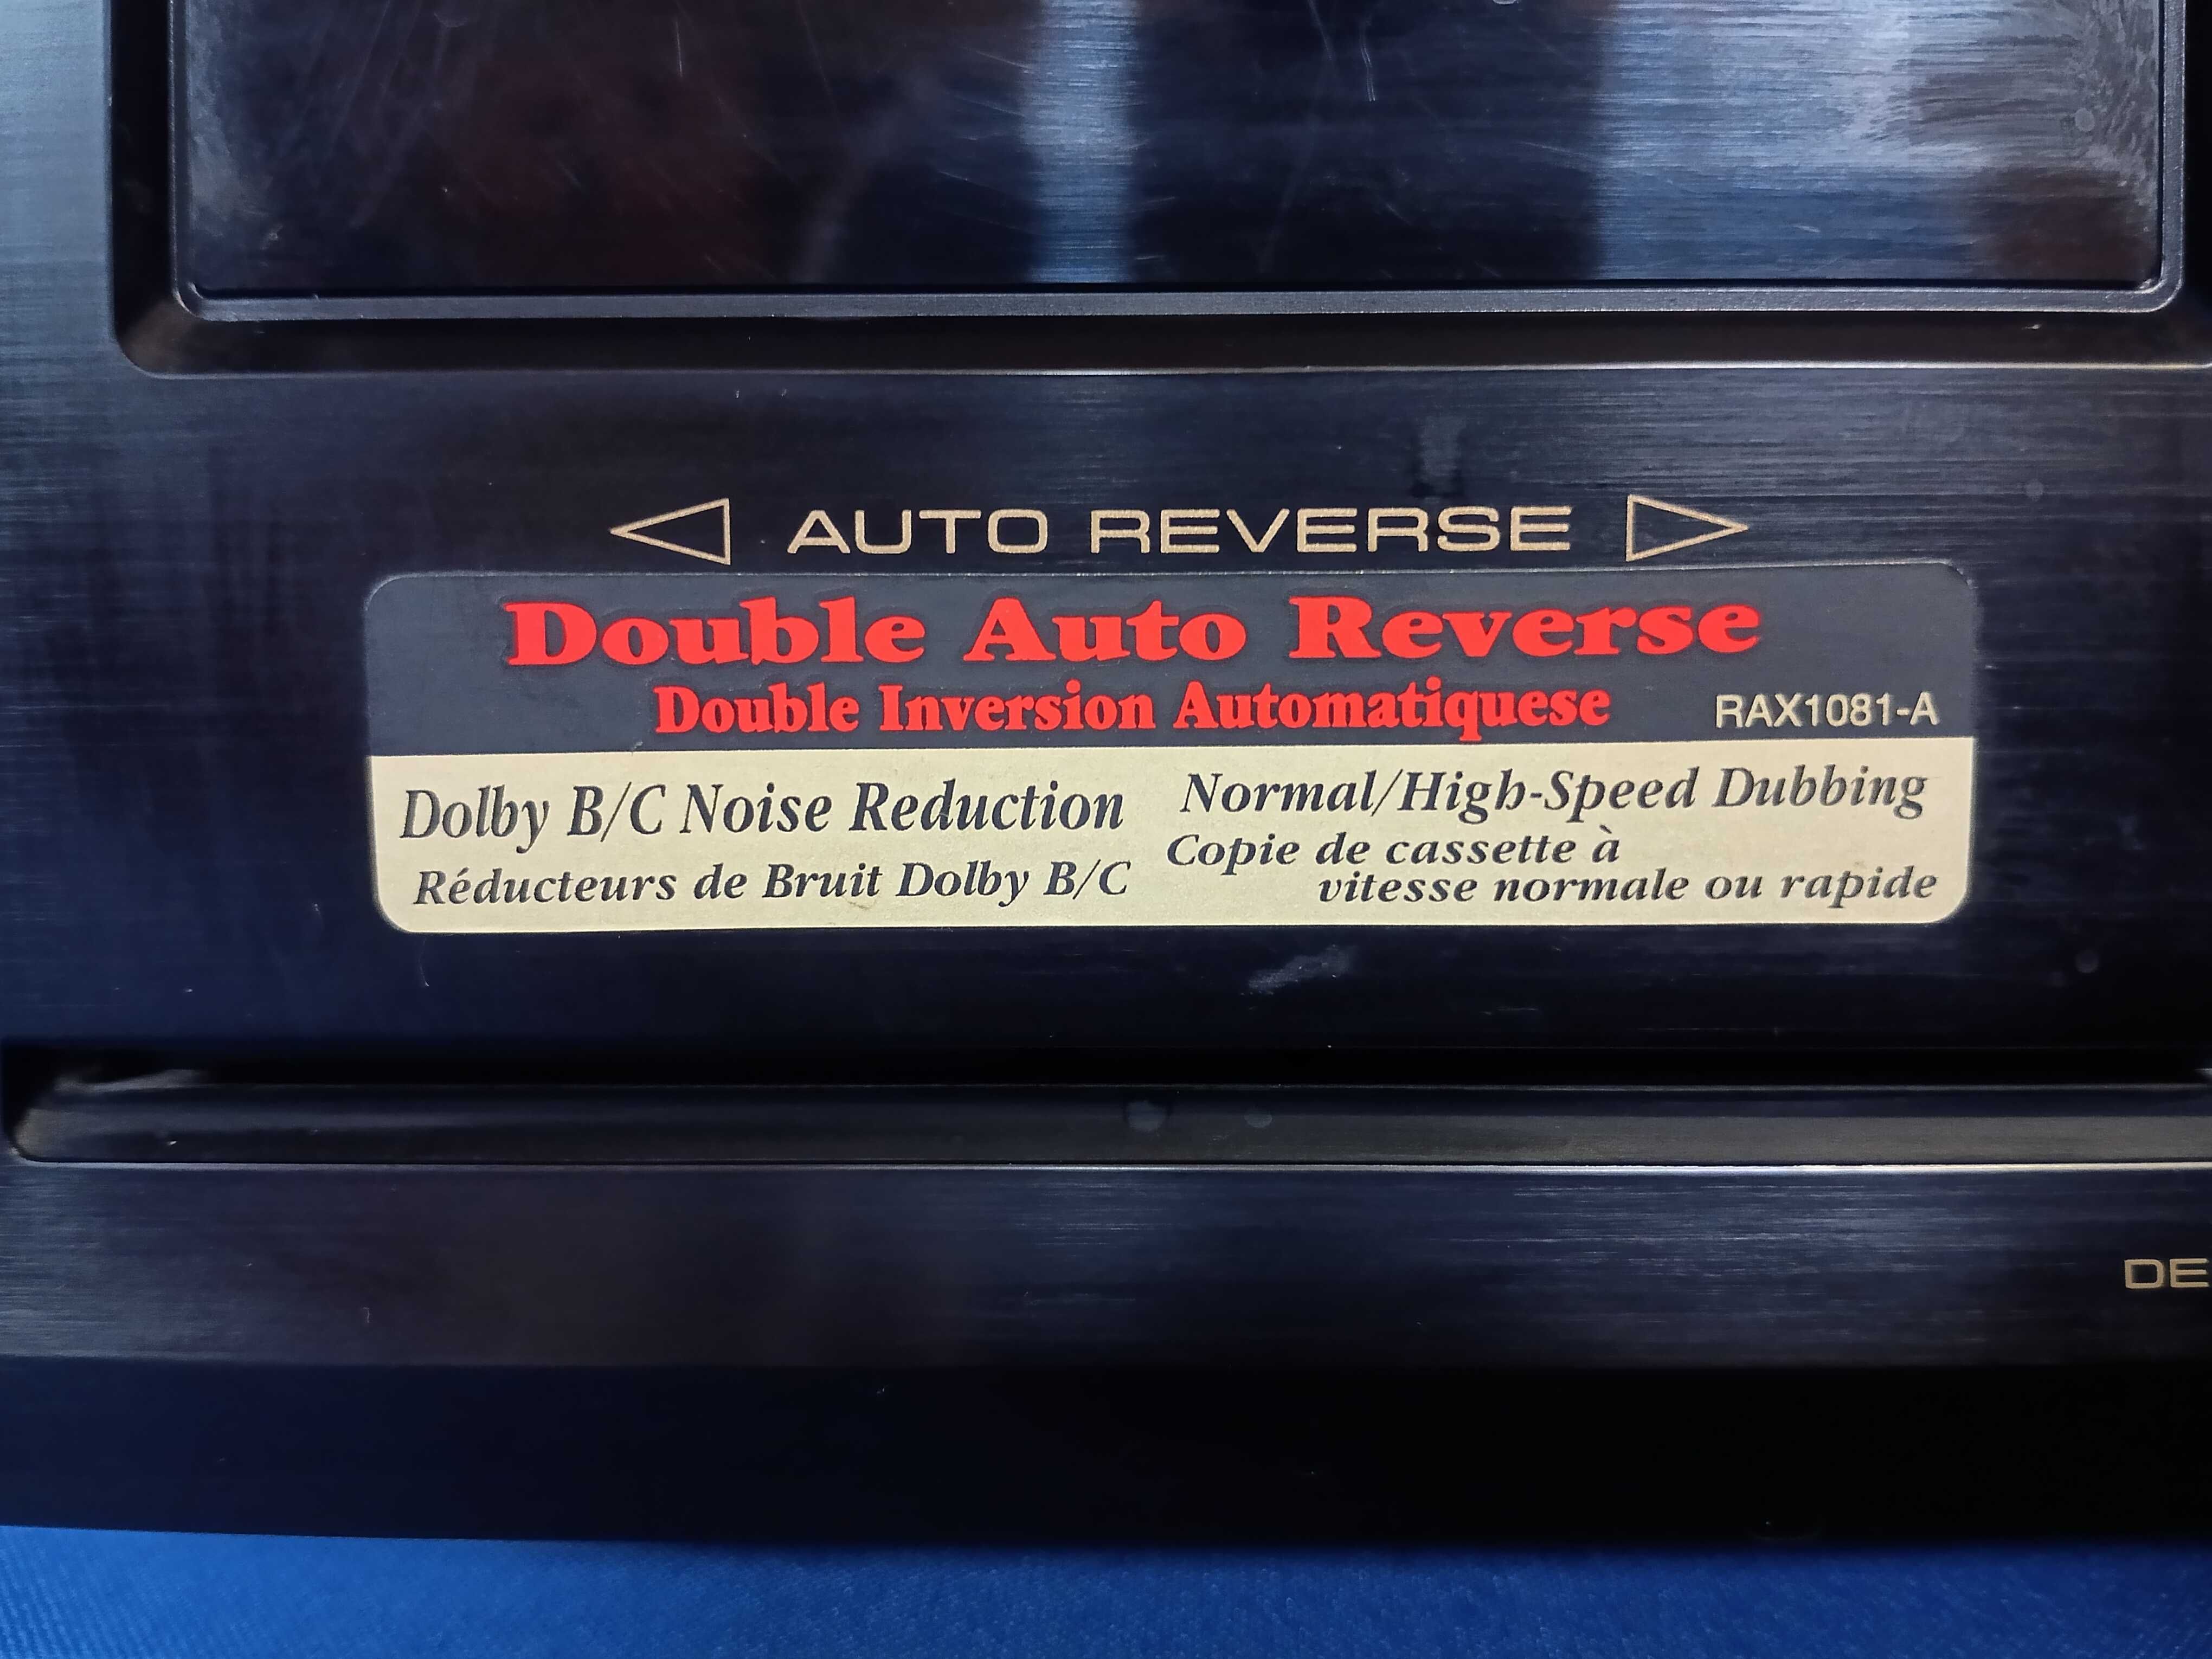 AUTO REVERSE
Double Auto Reverse
Double Inversion Automatiquese
RAX1081-A
Dolby B/C Noise Reduction
Réducteurs de Bruit Dolby B/C
Normal/High-Speed Dubbing
Copie de cassette à
vitesse normale ou rapide
DE